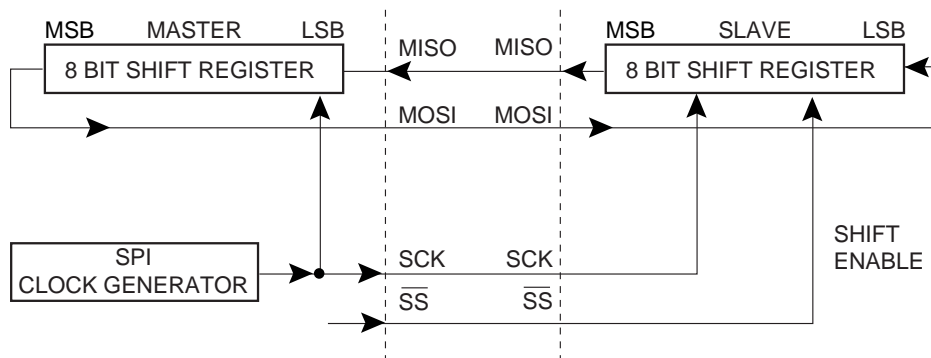 MSB MASTER LSB
8 BIT SHIFT REGISTER
MISO MISO
MSB SLAVE LSB
8 BIT SHIFT REGISTER
MOSI MOSI
SPI
CLOCK GENERATOR
SCK SCK
SS SS
SHIFT
ENABLE